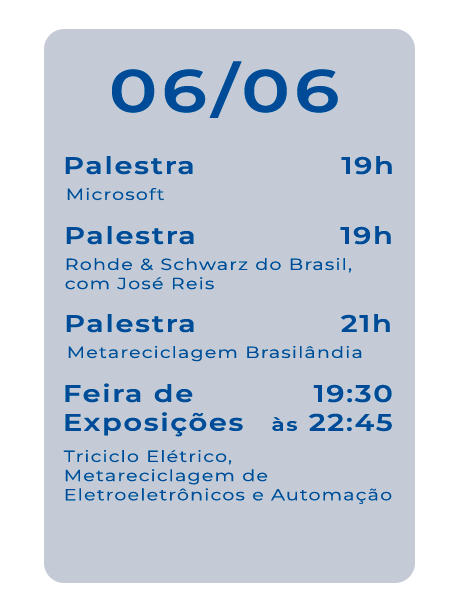 06/06
Palestra 19h
Microsoft
Palestra 19h
Rohde & Schwarz do Brasil,
com José Reis
Palestra 21h
Metareciclagem Brasilândia
Feira de 19:30
Exposições às 22:45
Triciclo Elétrico,
Metareciclagem de
Eletroeletrônicos e Automação